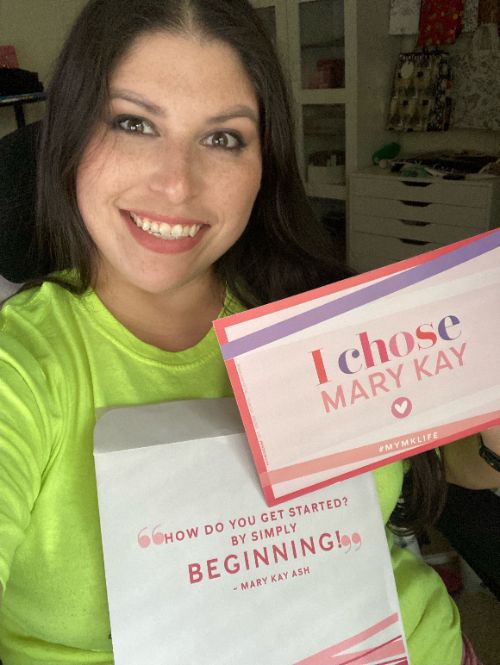 I chose
MARY KAY
#MYMKLIFE
“HOW DO YOU GET STARTED?
BY SIMPLY
BEGINNING!”
- MARY KAY ASH